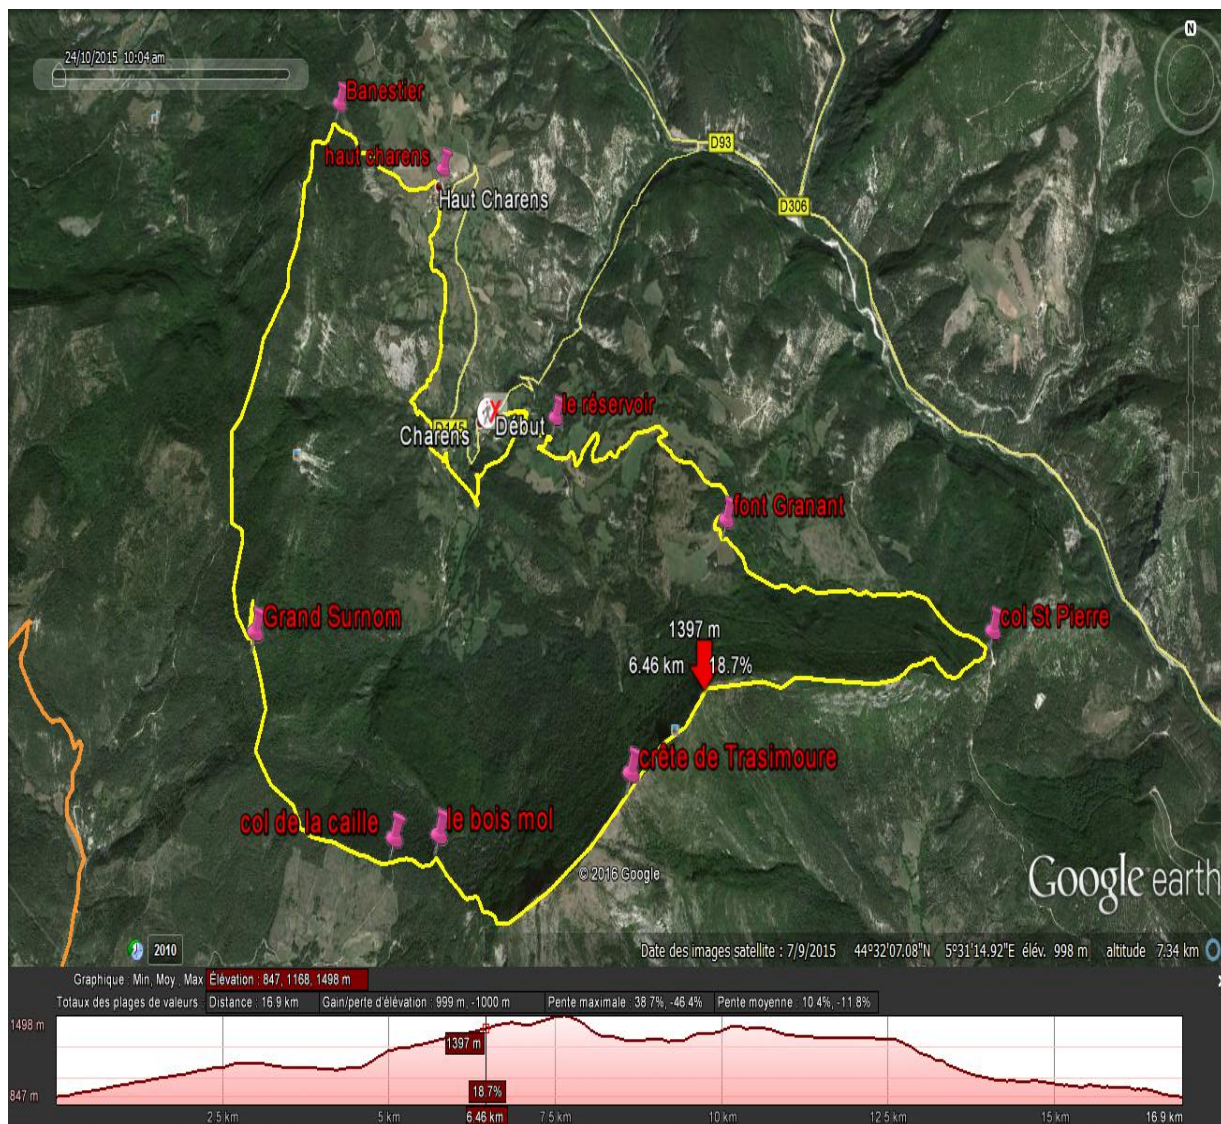 N
24/10/2015 10:04 am
Banestier
D93
haut charens
Haut Charens
D306
le réservoir
Charens
Début
font Granant
Grand Surnom
col St Pierre
1397 m
6.46 km 18.7%
crête de Trasimoure
col de la caille
le bois mol
© 2016 Google
Google earth
2010
Date des images satellite : 7/9/2015 44°32'07.08"N 5°31'14.92"E élév. 998 m altitude 7.34 km
Graphique : Min, Moy, Max Élévation : 847, 1168, 1498 m
Totaux des plages de valeurs : Distance : 16.9 km Gain/perte d'élévation : 999 m, -1000 m Pente maximale : 38.7%, -46.4% Pente moyenne : 10.4%, -11.8%
1498 m
1397 m
847 m
18.7%
2.5 km 5 km 6.46 km 7.5 km 10 km 12.5 km 15 km 16.9 km